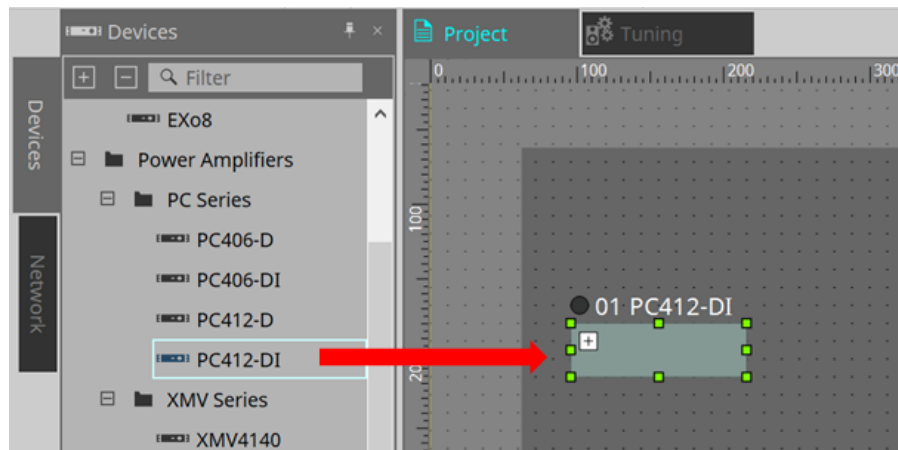 Devices
Filter
EXo8
Power Amplifiers
PC Series
PC406-D
PC406-DI
PC412-D
PC412-DI
XMV Series
XMV4140
Devices
Network
Project
Tuning
0 100 200 300
100
20
01 PC412-DI